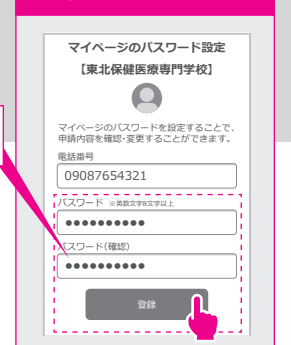 マイページのパスワード設定
【東北保健医療専門学校】
マイページのパスワードを設定することで、
申請内容を確認・変更することができます。
電話番号
09087654321
パスワード ※英数文字8文字以上
●●●●●●●●●●
パスワード(確認)
●●●●●●●●●●
登録